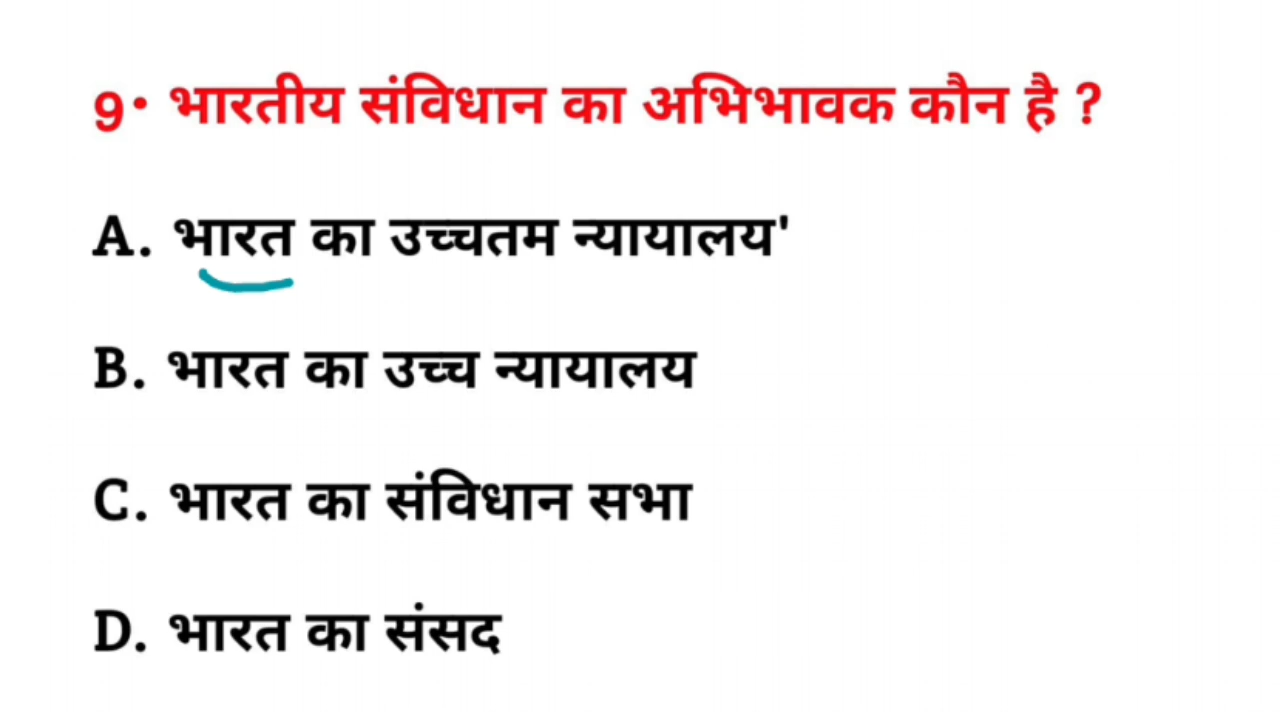 9• भारतीय संविधान का अभिभावक कौन है ?
A. भारत का उच्चतम न्यायालय'
B. भारत का उच्च न्यायालय
C. भारत का संविधान सभा
D. भारत का संसद